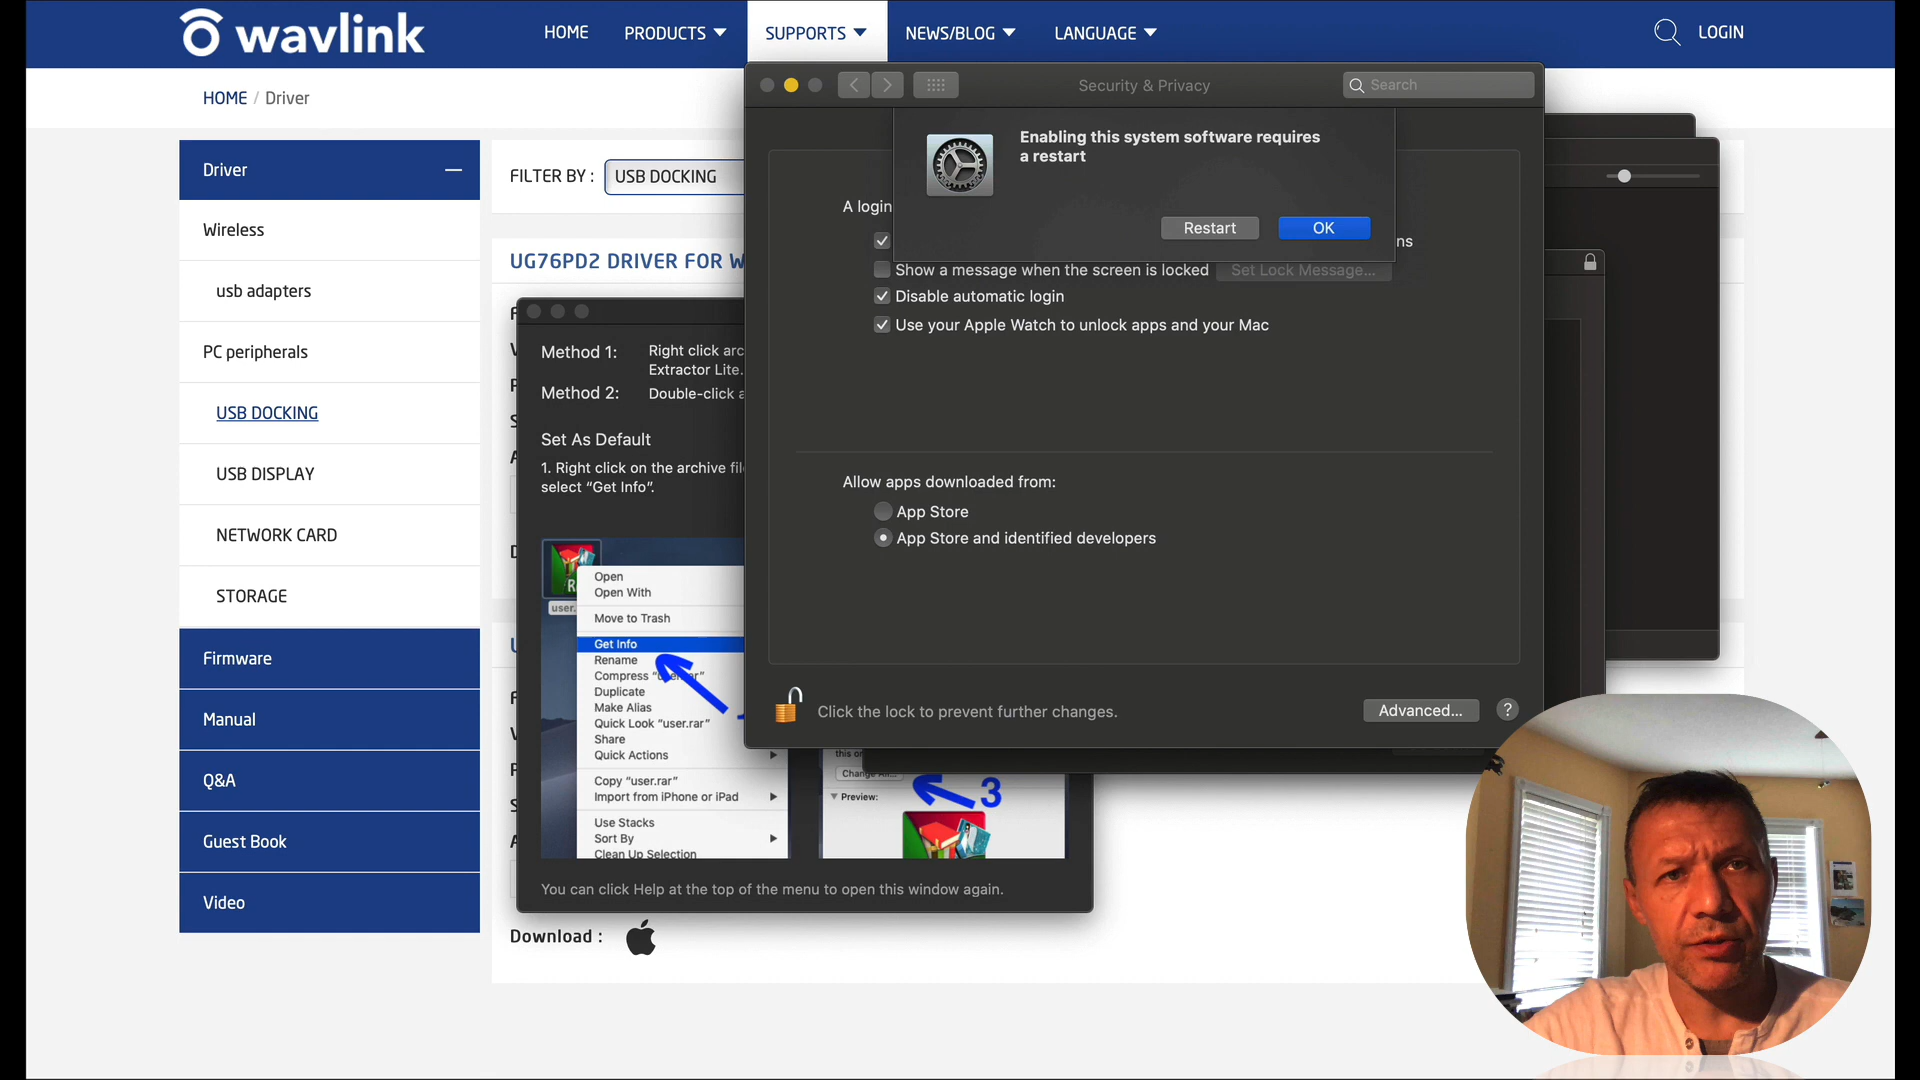 wavlink
HOME
PRODUCTS
SUPPORTS
NEWS/BLOG
LANGUAGE
LOGIN
HOME / Driver
Security & Privacy
Search
Enabling this system software requires
a restart
Restart
OK
Driver
Wireless
usb adapters
PC peripherals
USB DOCKING
USB DISPLAY
NETWORK CARD
STORAGE
Firmware
Manual
Q&A
Guest Book
Video
FILTER BY :
USB DOCKING
UG76PD2 DRIVER FOR W
A login
ns
Show a message when the screen is locked
Set Lock Message...
Disable automatic login
Use your Apple Watch to unlock apps and your Mac
Allow apps downloaded from:
App Store
App Store and identified developers
Click the lock to prevent further changes.
Advanced...
?
Method 1:
Right click arc
Extractor Lite.
Method 2:
Double-click a
Set As Default
1. Right click on the archive fil
select “Get Info”.
user.
Open
Open With
Move to Trash
Get Info
Rename
Compress
Duplicate
Make Alias
Quick Look “user.rar”
Share
Quick Actions
Copy “user.rar”
Import from iPhone or iPad
Use Stacks
Sort By
Clean Up Selection
this on
Change All...
3
Preview:
You can click Help at the top of the menu to open this window again.
Download :